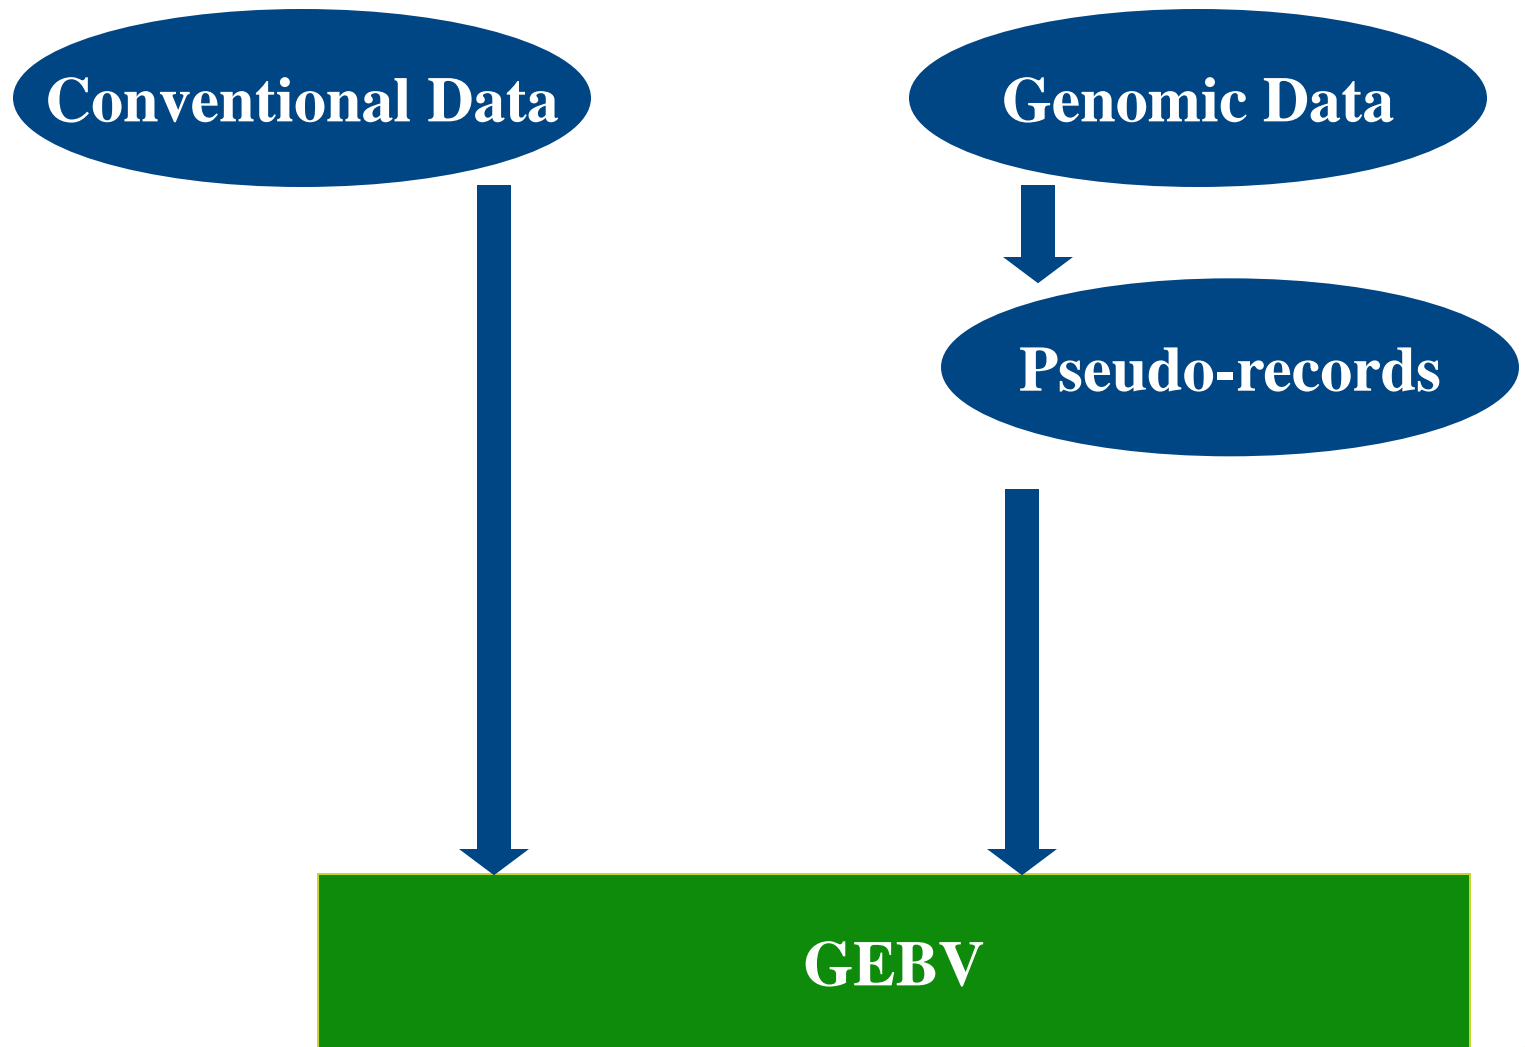 Conventional Data
Genomic Data
Pseudo-records
GEBV